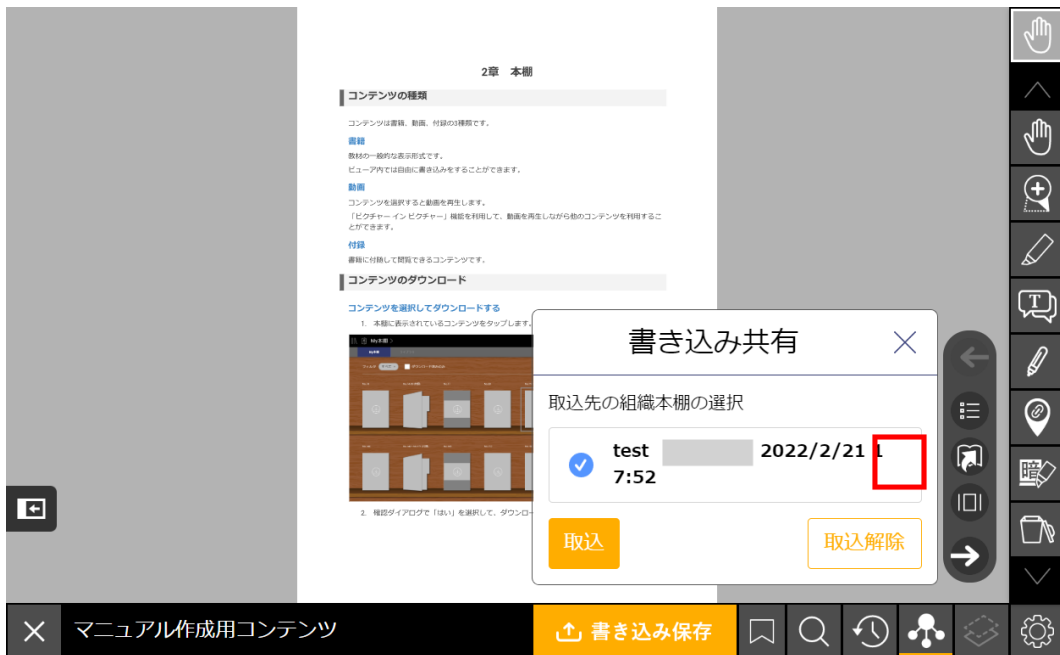 2章 本棚
コンテンツの種類
コンテンツは書籍、動画、付録の3種類です。
書籍
教材の一般的な表示形式です。
ビューア内では自由に書き込みをすることができます。
動画
コンテンツを選択すると動画を再生します。
「ピクチャー イン ピクチャー」機能を利用して、動画を再生しながら他のコンテンツを利用するこ
とができます。
付録
書籍に付随して閲覧できるコンテンツです。
コンテンツのダウンロード
コンテンツを選択してダウンロードする
1. 本棚に表示されているコンテンツをタップします。
My本棚
2. 確認ダイアログで「はい」を選択して、ダウンロー
書き込み共有
取込先の組織本棚の選択
test 2022/2/21 1
7:52
取込
取込解除
マニュアル作成用コンテンツ
書き込み保存